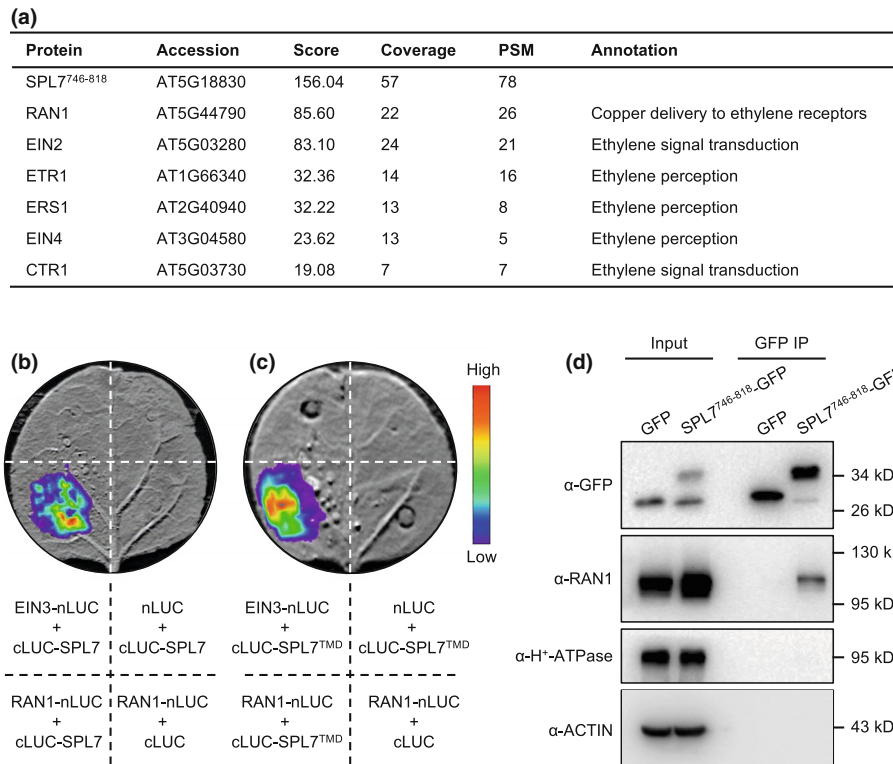 (a)
Protein Accession Score Coverage PSM Annotation
SPL7⁷⁴⁶⁻⁸¹⁸ AT5G18830 156.04 57 78
RAN1 AT5G44790 85.60 22 26 Copper delivery to ethylene receptors
EIN2 AT5G03280 83.10 24 21 Ethylene signal transduction
ETR1 AT1G66340 32.36 14 16 Ethylene perception
ERS1 AT2G40940 32.22 13 8 Ethylene perception
EIN4 AT3G04580 23.62 13 5 Ethylene perception
CTR1 AT5G03730 19.08 7 7 Ethylene signal transduction
(b)
EIN3-nLUC
+
cLUC-SPL7
nLUC
+
cLUC-SPL7
RAN1-nLUC
+
cLUC-SPL7
RAN1-nLUC
+
cLUC
(c)
High
Low
EIN3-nLUC
+
cLUC-SPL7ᵀᴹᴰ
nLUC
+
cLUC-SPL7ᵀᴹᴰ
RAN1-nLUC
+
cLUC-SPL7ᵀᴹᴰ
RAN1-nLUC
+
cLUC
(d)
Input GFP IP
GFP SPL7⁷⁴⁶⁻⁸¹⁸-GFP GFP SPL7⁷⁴⁶⁻⁸¹⁸-GF
α-GFP
34 kD
26 kD
α-RAN1
130 k
95 kD
α-H⁺-ATPase
95 kD
α-ACTIN
43 kD